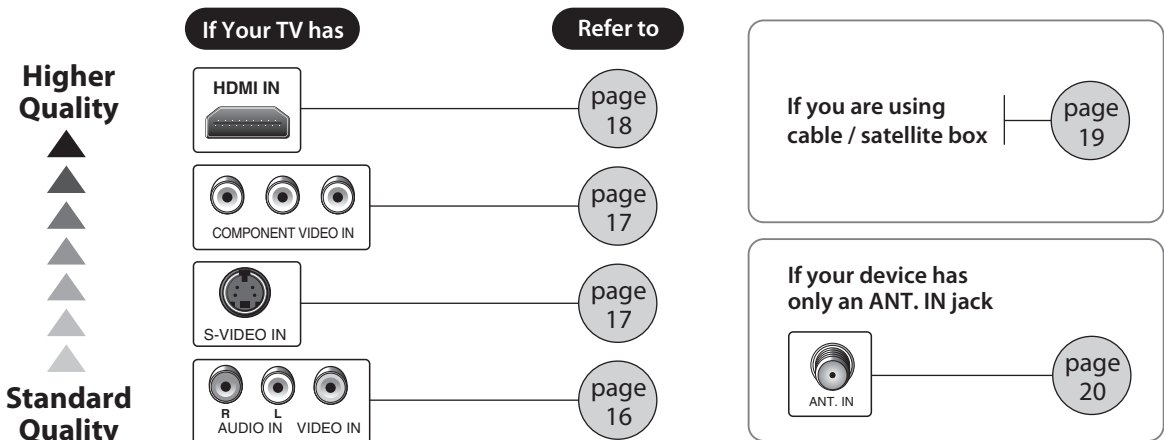 If Your TV has
Refer to
Higher
Quality
HDMI IN
page
18
COMPONENT VIDEO IN
page
17
S-VIDEO IN
page
17
Standard
Quality
R
L
AUDIO IN
VIDEO IN
page
16
If you are using
cable / satellite box
page
19
If your device has
only an ANT. IN jack
ANT. IN
page
20